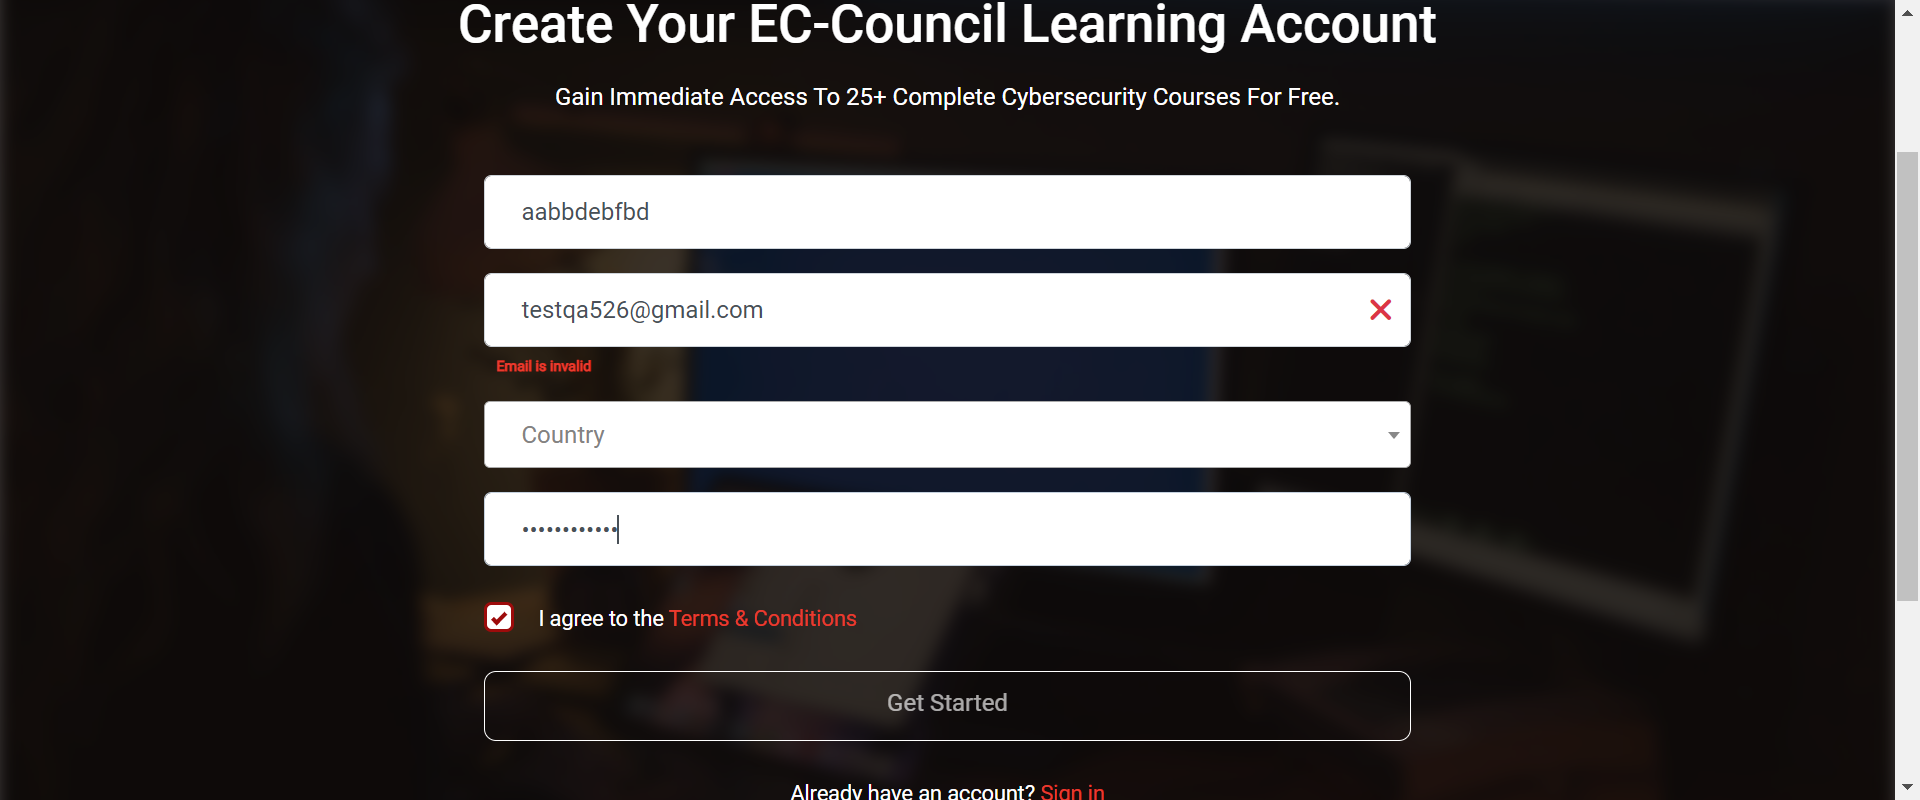 Create Your EC-Council Learning Account
Gain Immediate Access To 25+ Complete Cybersecurity Courses For Free.
aabbdebfbd
testqa526@gmail.com
Email is invalid
Country
••••••••••••
I agree to the Terms & Conditions
Get Started
Already have an account? Sign in